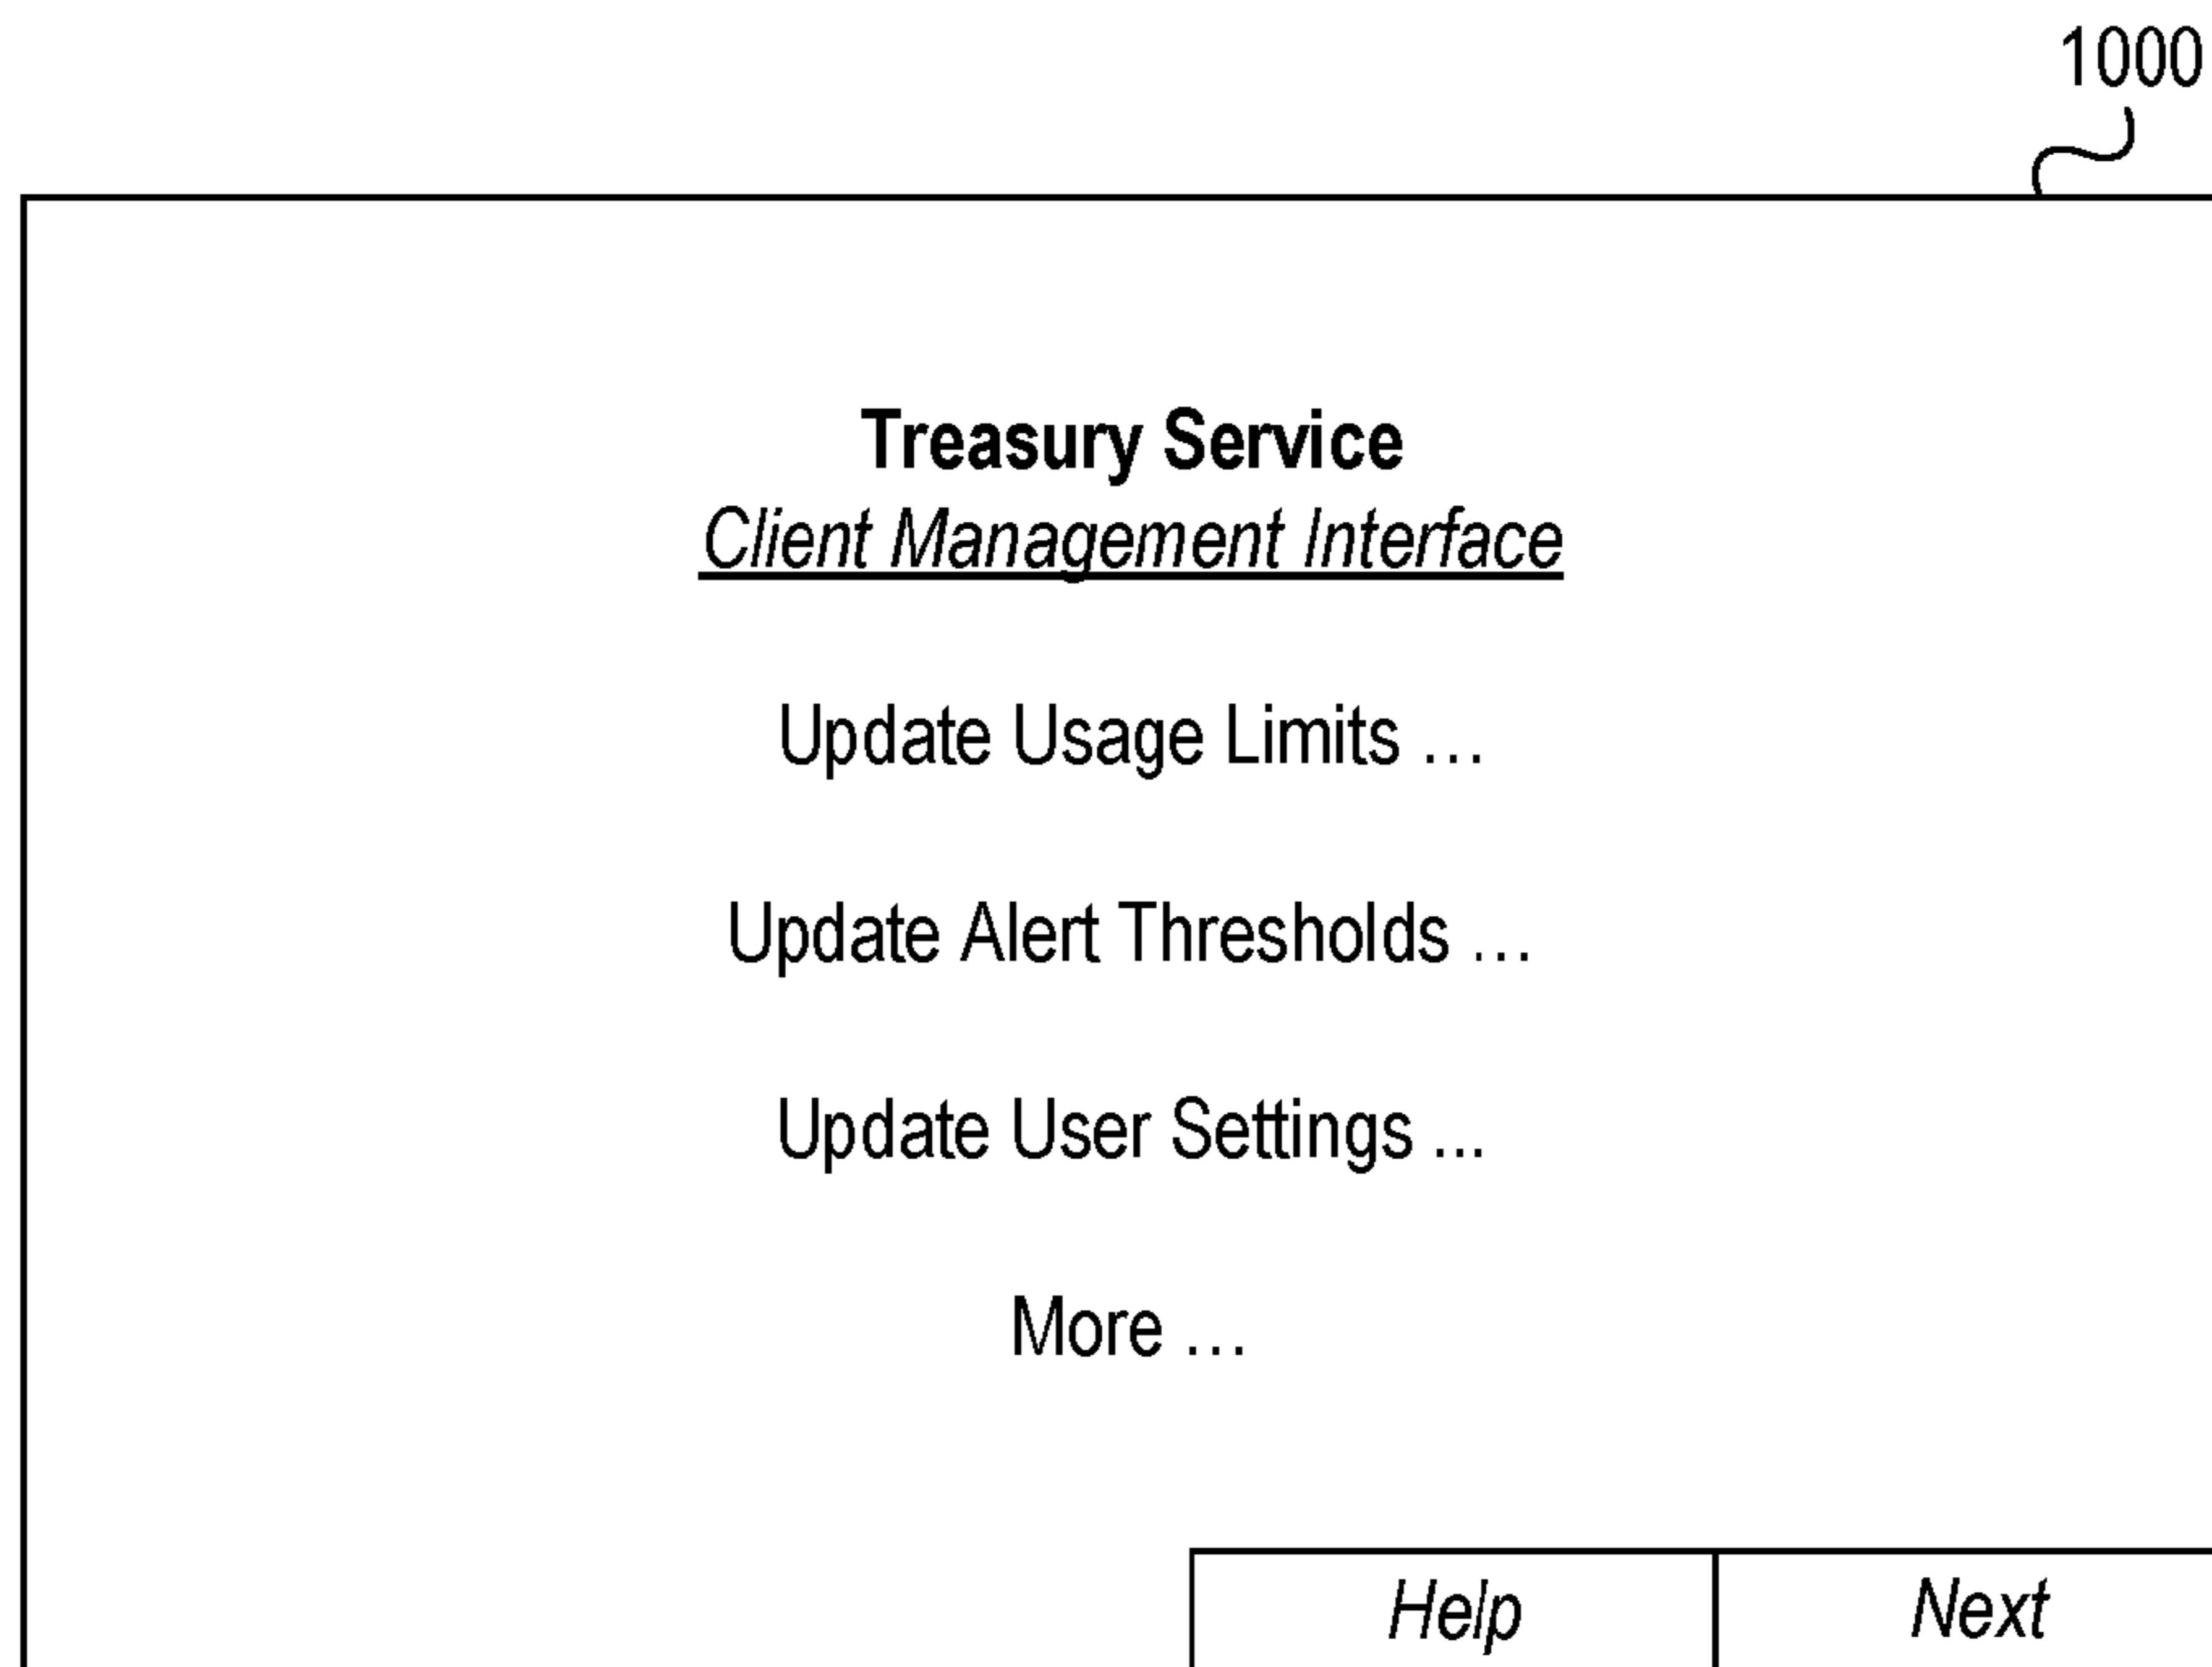 1000
Treasury Service
Client Management Interface
Update Usage Limits ...
Update Alert Thresholds ...
Update User Settings ...
More ...
Help Next